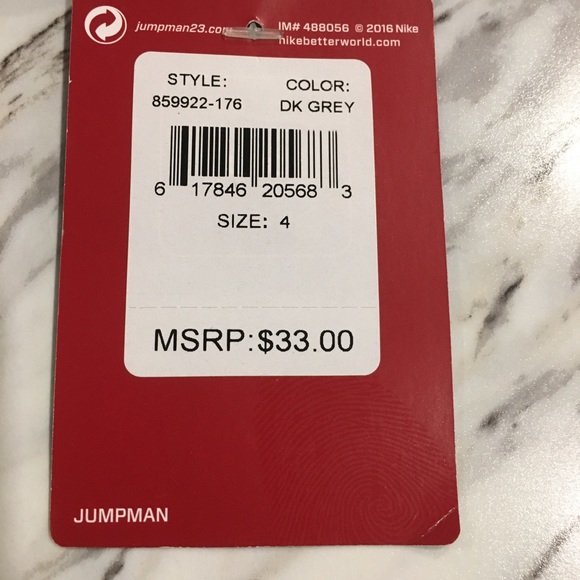 jumpman23.com IM# 488056 © 2016 Nike
nikebetterworld.com
STYLE: COLOR:
859922-176 DK GREY
6 17846 20568 3
SIZE: 4
MSRP:$33.00
JUMPMAN